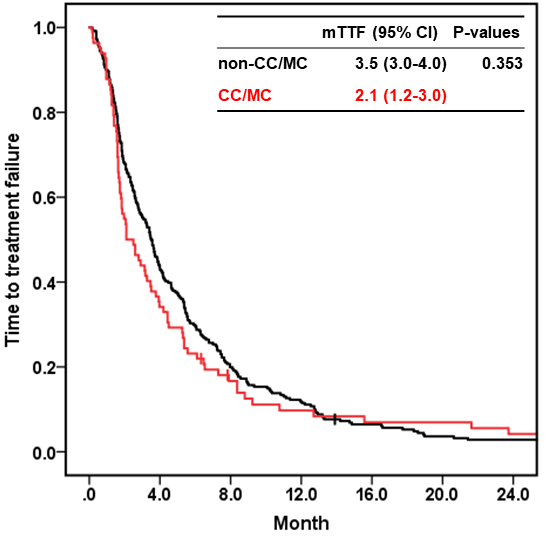 mTTF (95% CI) P-values
non-CC/MC 3.5 (3.0-4.0) 0.353
CC/MC 2.1 (1.2-3.0)
Time to treatment failure
1.0
0.8
0.6
0.4
0.2
0.0
.0 4.0 8.0 12.0 16.0 20.0 24.0
Month